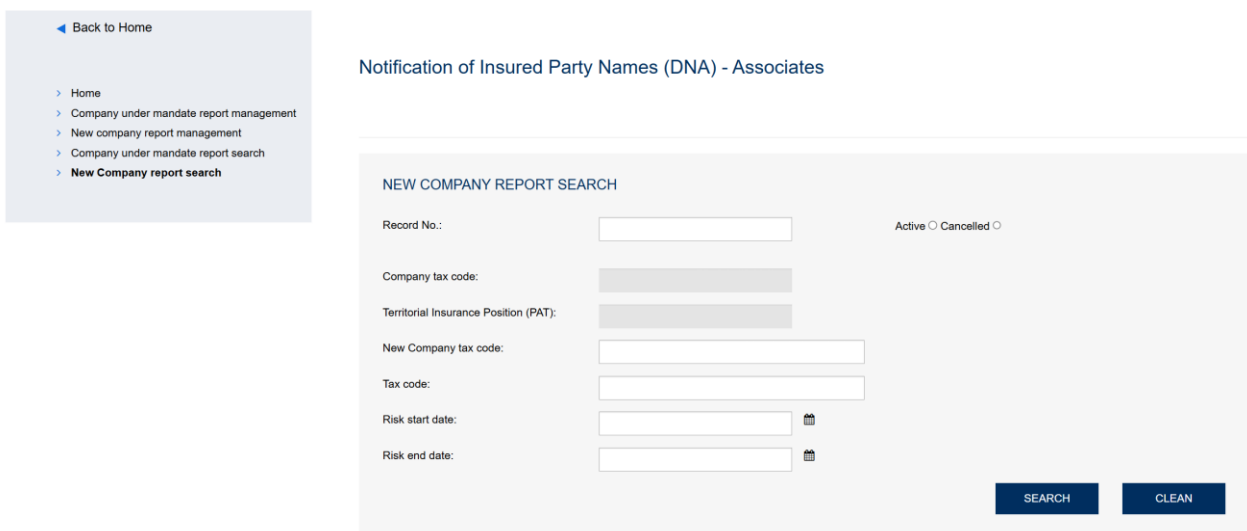 Back to Home
Home
Company under mandate report management
New company report management
Company under mandate report search
New Company report search
Notification of Insured Party Names (DNA) - Associates
NEW COMPANY REPORT SEARCH
Record No.: Active Cancelled
Company tax code:
Territorial Insurance Position (PAT):
New Company tax code:
Tax code:
Risk start date:
Risk end date:
SEARCH CLEAN